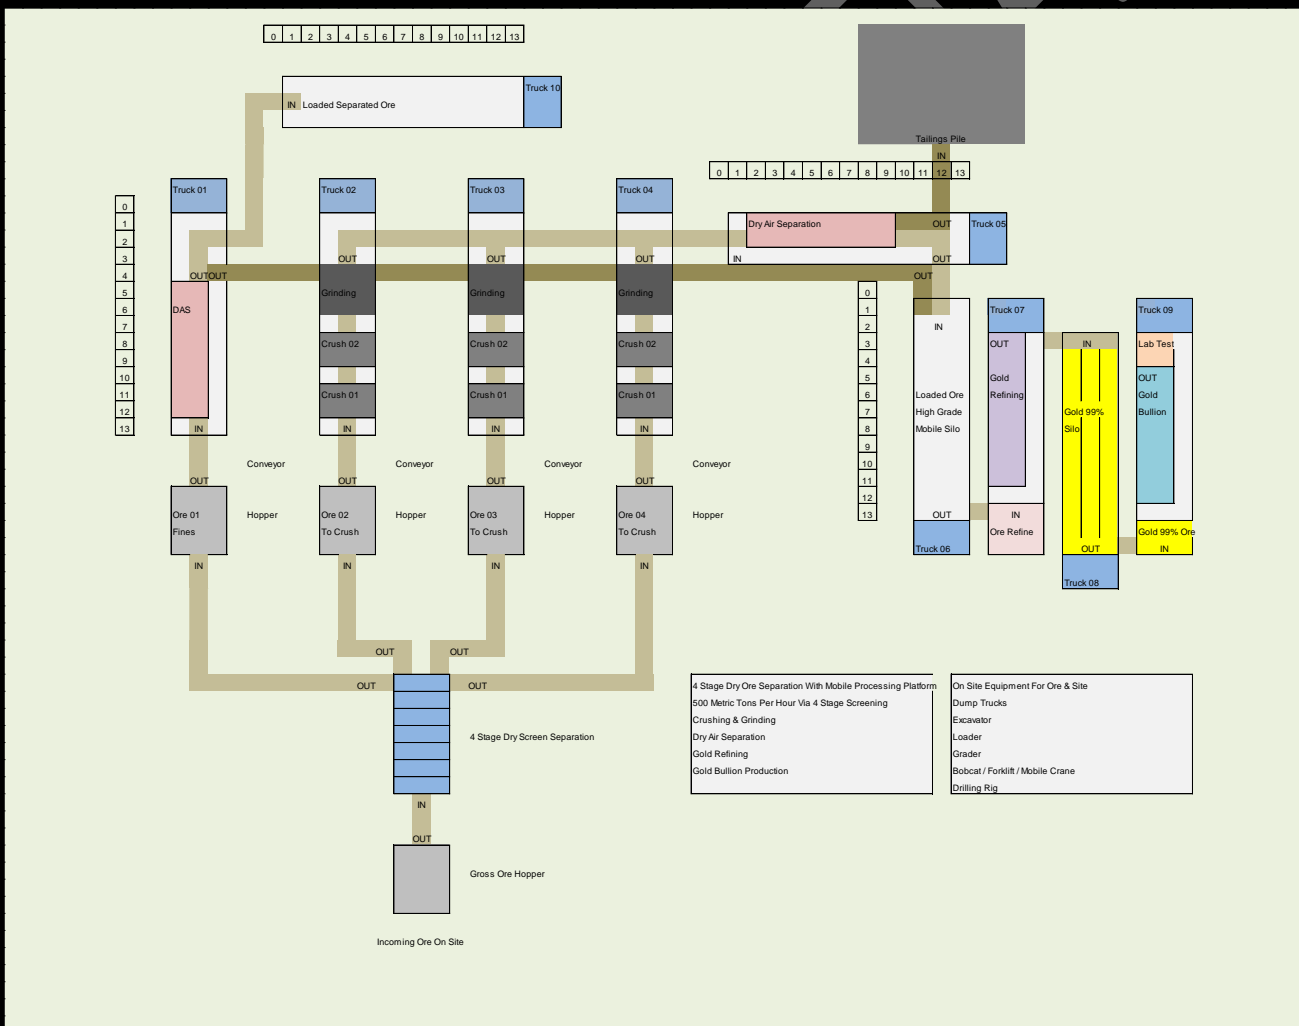 0 1 2 3 4 5 6 7 8 9 10 11 12 13
Truck 10
IN Loaded Separated Ore
Tailings Pile
IN
0 1 2 3 4 5 6 7 8 9 10 11 12 13
Truck 01 Truck 02 Truck 03 Truck 04
0
1
2
3
4
5
6
7
8
9
10
11
12
13
Dry Air Separation OUT Truck 05
IN OUT
OUT OUT OUT
OUTOUT OUT
DAS
Grinding Grinding Grinding
Crush 02 Crush 02 Crush 02
Crush 01 Crush 01 Crush 01
IN IN IN IN
0
1
2
3
4
5
6
7
8
9
10
11
12
13
IN
Loaded Ore
High Grade
Mobile Silo
OUT
Truck 06
Truck 07
OUT
Gold
Refining
IN
Ore Refine
IN
Gold 99%
Silo
OUT
Truck 08
Truck 09
Lab Test
OUT
Gold
Bullion
Gold 99% Ore
IN
Conveyor Conveyor Conveyor Conveyor
OUT OUT OUT OUT
Ore 01 Hopper Ore 02 Hopper Ore 03 Hopper Ore 04 Hopper
Fines To Crush To Crush To Crush
IN IN IN IN
OUT OUT
OUT OUT
4 Stage Dry Screen Separation
IN
OUT
Gross Ore Hopper
Incoming Ore On Site
4 Stage Dry Ore Separation With Mobile Processing Platform
500 Metric Tons Per Hour Via 4 Stage Screening
Crushing & Grinding
Dry Air Separation
Gold Refining
Gold Bullion Production
On Site Equipment For Ore & Site
Dump Trucks
Excavator
Loader
Grader
Bobcat / Forklift / Mobile Crane
Drilling Rig